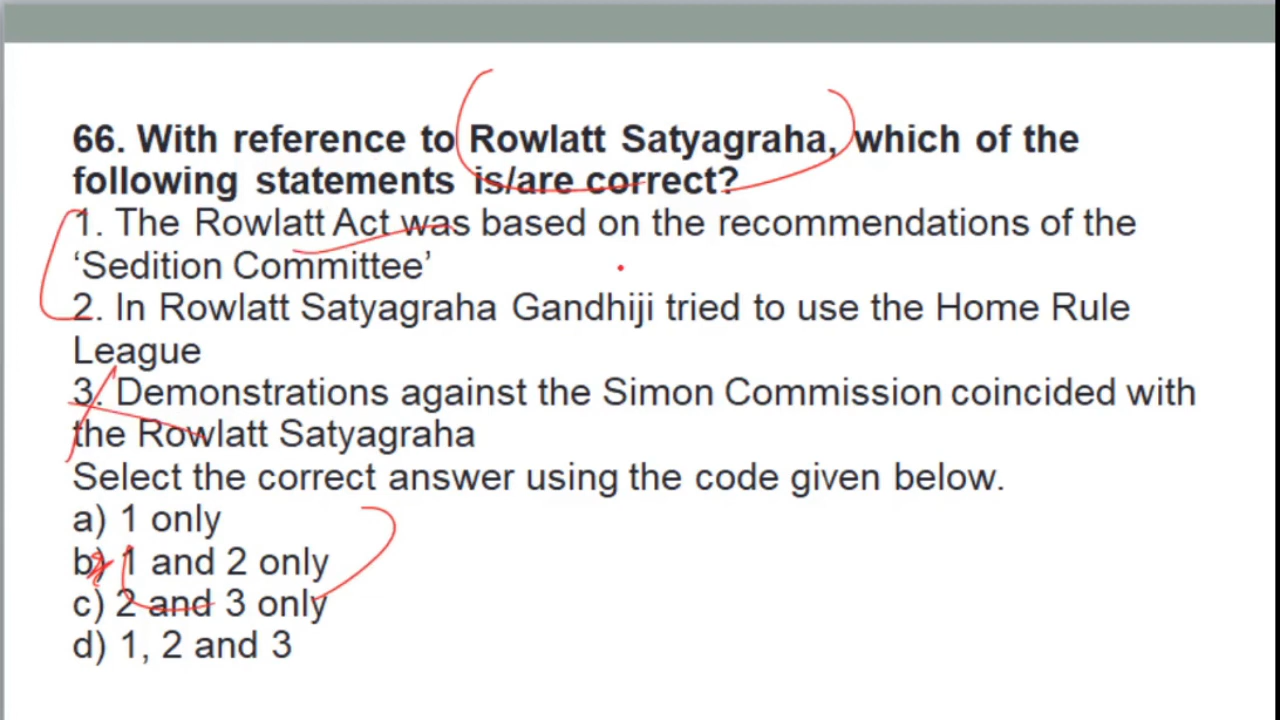 66. With reference to Rowlatt Satyagraha, which of the
following statements is/are correct?
1. The Rowlatt Act was based on the recommendations of the
‘Sedition Committee’
2. In Rowlatt Satyagraha Gandhiji tried to use the Home Rule
League
3. Demonstrations against the Simon Commission coincided with
the Rowlatt Satyagraha
Select the correct answer using the code given below.
a) 1 only
b) 1 and 2 only
c) 2 and 3 only
d) 1, 2 and 3